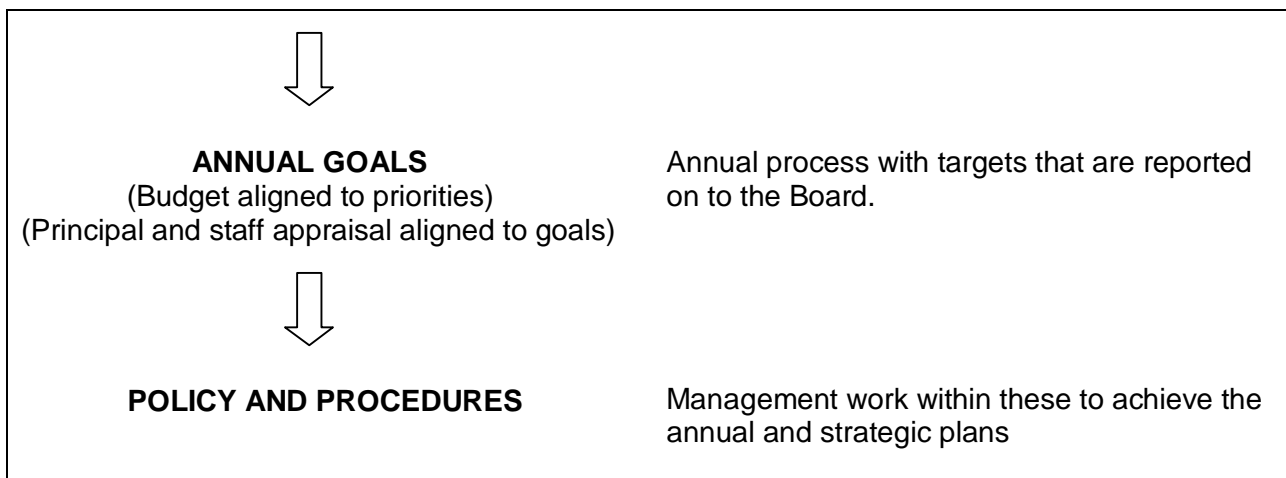 ANNUAL GOALS
(Budget aligned to priorities)
(Principal and staff appraisal aligned to goals)
Annual process with targets that are reported
on to the Board.
POLICY AND PROCEDURES
Management work within these to achieve the
annual and strategic plans